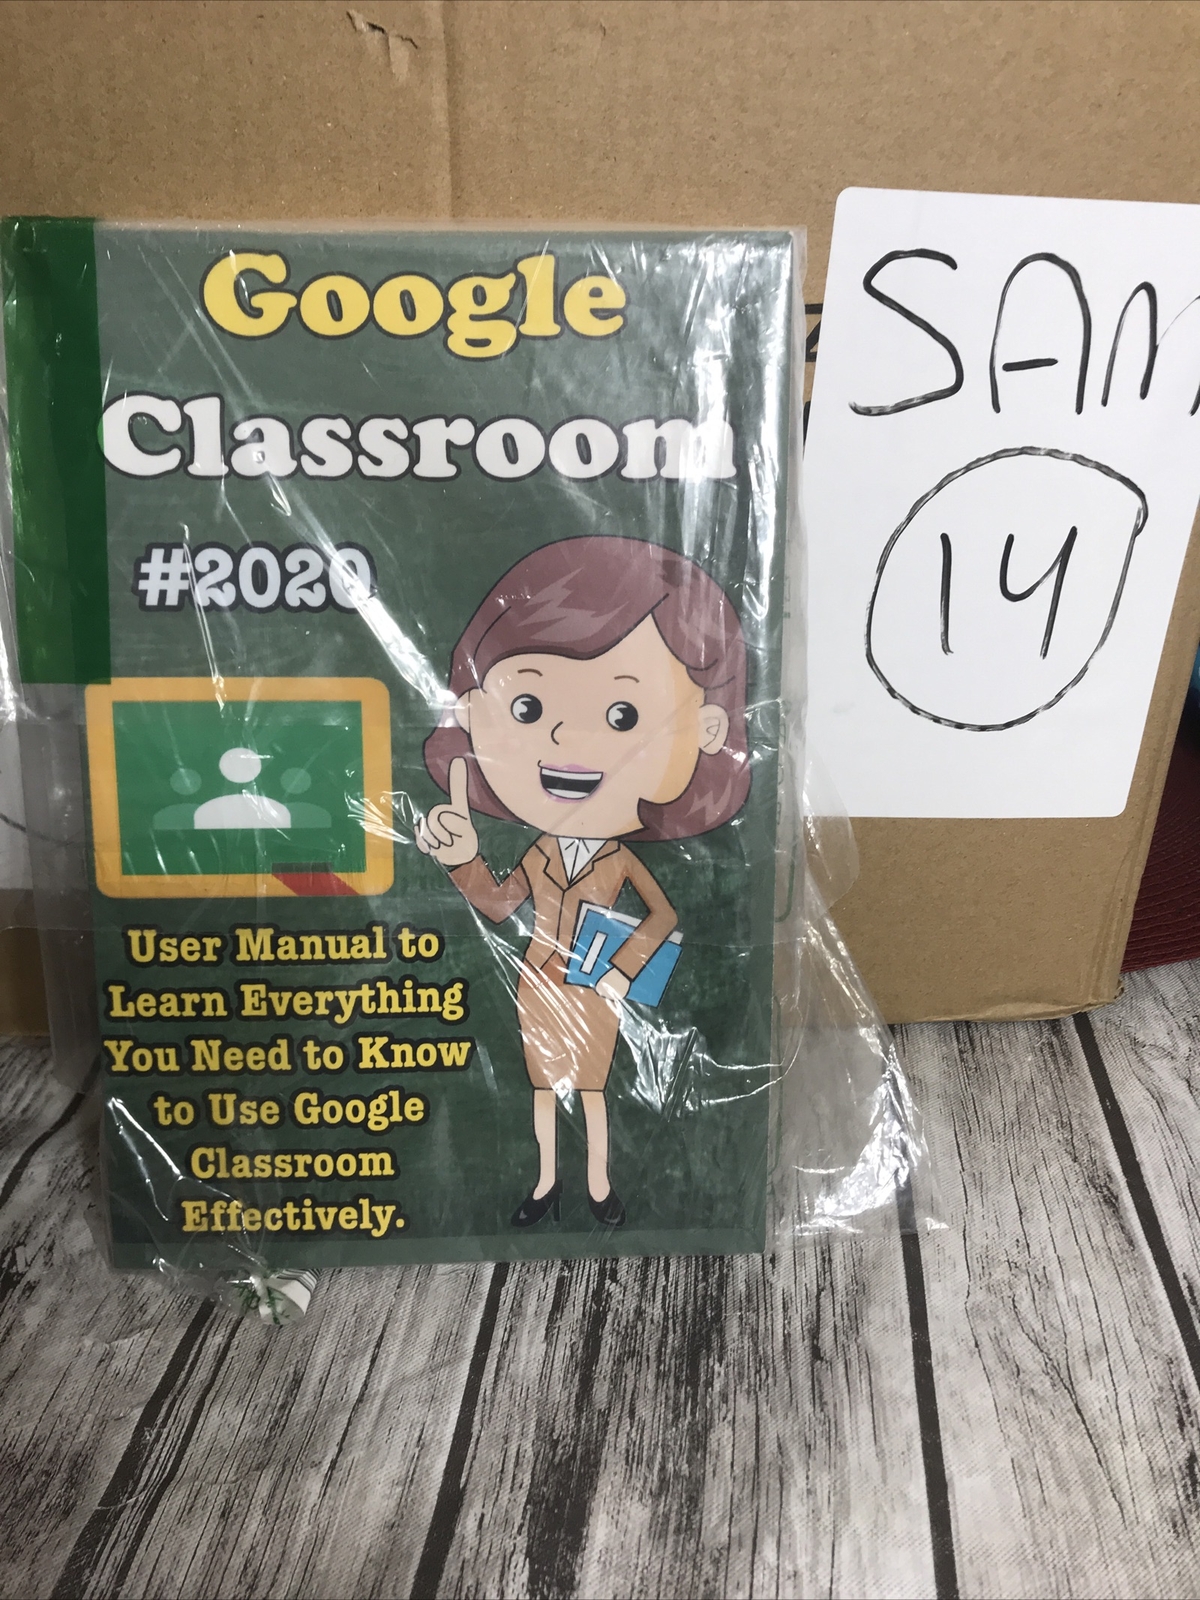 Google
Classroom
#2020
User Manual to
Learn Everything
You Need to Know
to Use Google
Classroom
Effectively.
SAM
14